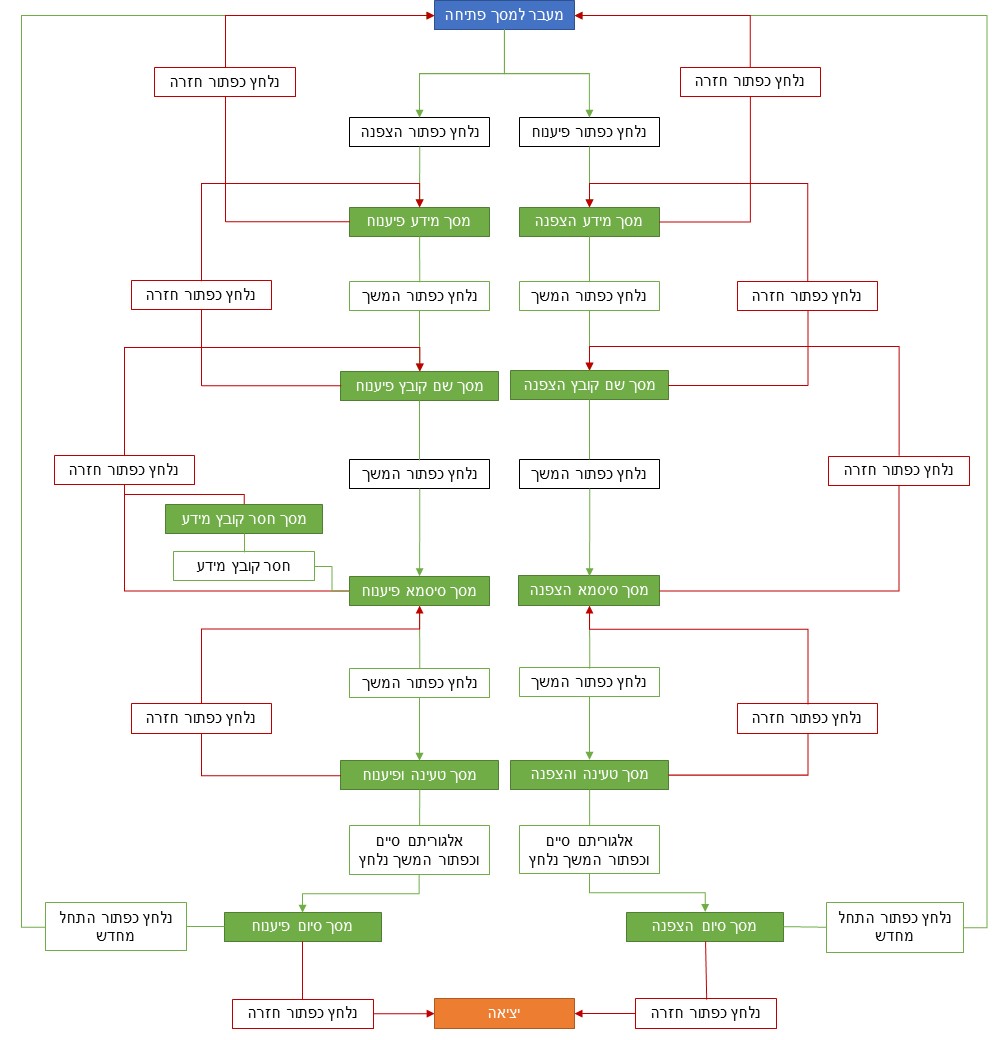 מעבר למסך פתיחה
נלחץ כפתור חזרה
נלחץ כפתור חזרה
נלחץ כפתור פיענוח
נלחץ כפתור הצפנה
מסך מידע הצפנה
מסך מידע פיענוח
נלחץ כפתור חזרה
נלחץ כפתור המשך
נלחץ כפתור המשך
נלחץ כפתור חזרה
מסך שם קובץ הצפנה
מסך שם קובץ פיענוח
נלחץ כפתור חזרה
נלחץ כפתור המשך
נלחץ כפתור המשך
נלחץ כפתור חזרה
מסך חסר קובץ מידע
חסר קובץ מידע
מסך סיסמא הצפנה
מסך סיסמא פיענוח
נלחץ כפתור המשך
נלחץ כפתור המשך
נלחץ כפתור חזרה
נלחץ כפתור חזרה
מסך טעינה והצפנה
מסך טעינה ופיענוח
אלגוריתם סיים
וכפתור המשך נלחץ
אלגוריתם סיים
וכפתור המשך נלחץ
נלחץ כפתור התחל
מחדש
מסך סיום הצפנה
מסך סיום פיענוח
נלחץ כפתור התחל
מחדש
נלחץ כפתור חזרה
יציאה
נלחץ כפתור חזרה